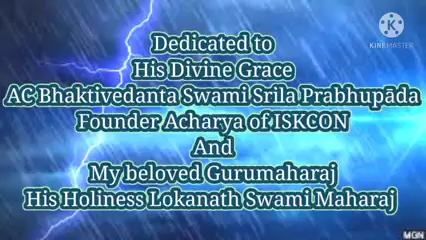 KINEMASTER
Dedicated to
His Divine Grace
AC Bhaktivedanta Swami Srila Prabhupāda
Founder Acharya of ISKCON
And
My beloved Gurumaharaj
His Holiness Lokanath Swami Maharaj
MGN